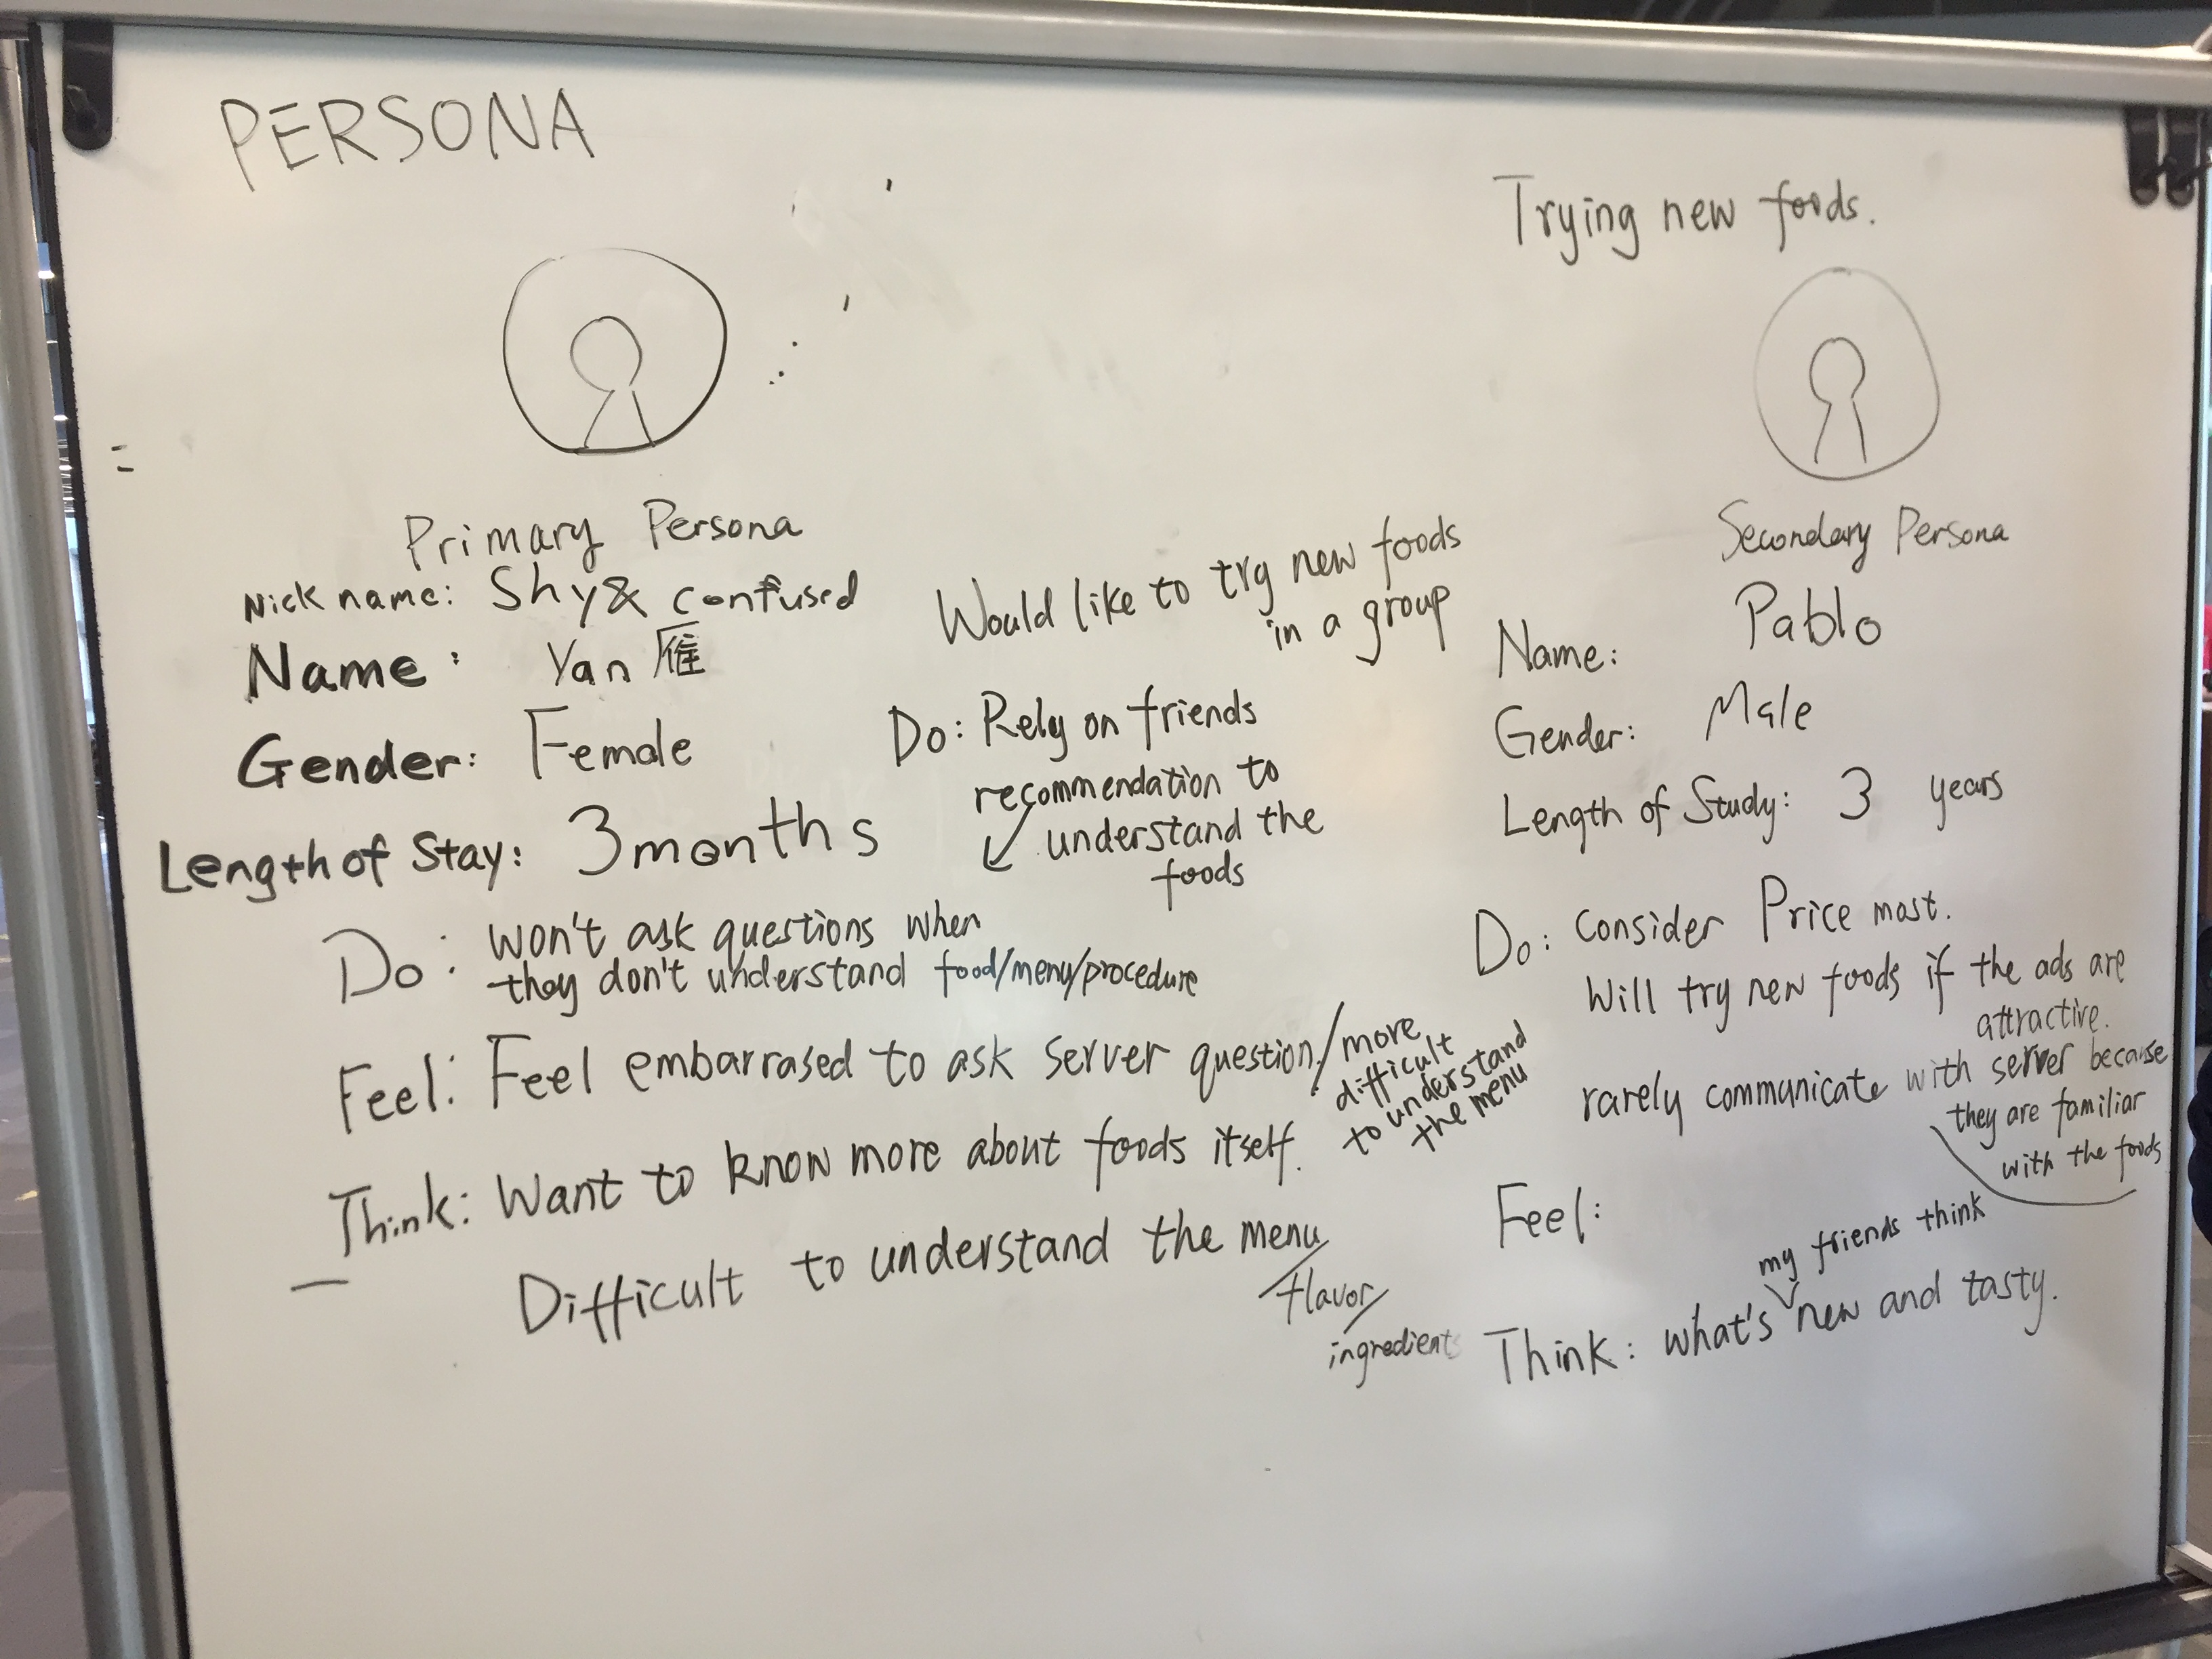 PERSONA
Trying new foods.
Primary Persona
Nick name: Shy & confused
Name: Yan 雁
Gender: Female
Length of Stay: 3 months
Would like to try new foods
in a group
Do: Rely on friends
recommendation to
understand the
foods
Do: won't ask questions when
they don't understand food/menu/procedure
Feel: Feel embarrased to ask server question/more
difficult
to understand
the menu
Think: Want to know more about foods itself.
Difficult to understand the menu/
flavor/
ingredients
Secondary Persona
Name: Pablo
Gender: Male
Length of Study: 3 years
Do: Consider Price most.
Will try new foods if the ads are
attractive.
rarely communicate with server because
they are familiar
with the foods
Feel:
my friends think
Think: what's new and tasty.